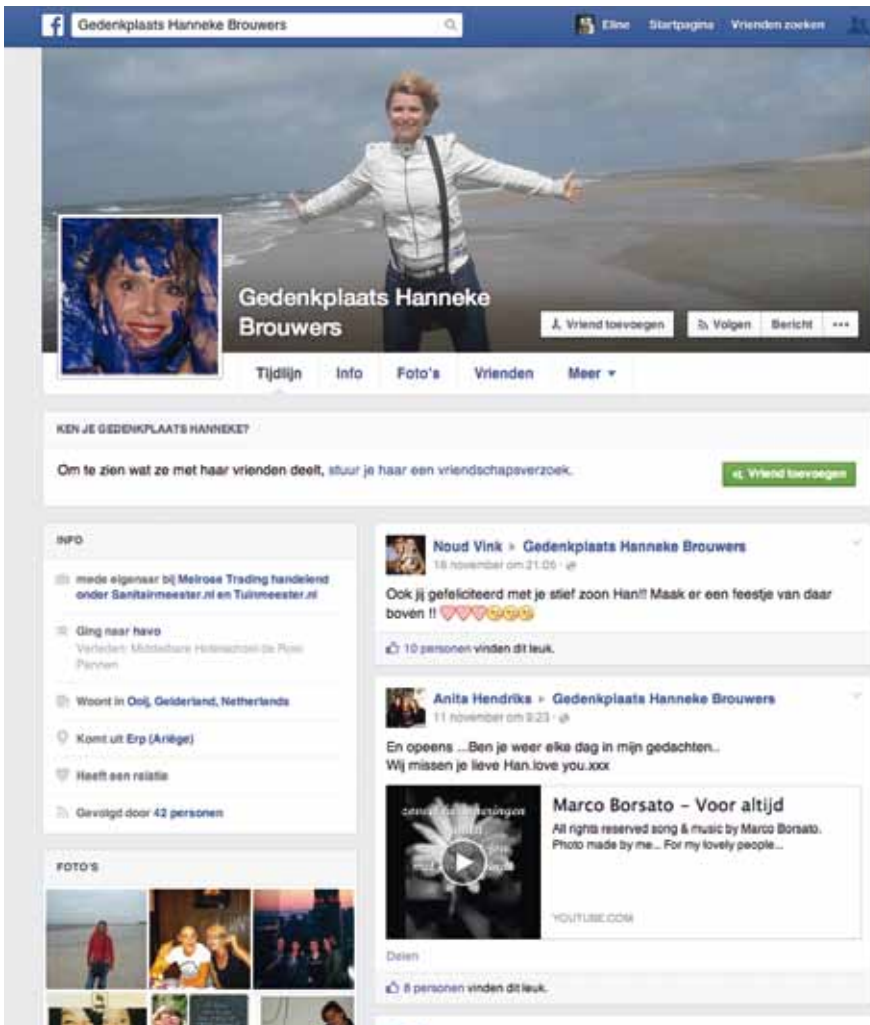 f Gedenkplaats Hanneke Brouwers
Eline Startpagina Vrienden zoeken
Gedenkplaats Hanneke
Brouwers
Vriend toevoegen
Volgen Bericht •••
Tijdlijn Info Foto's Vrienden Meer
KEN JE GEDENKPLAATS HANNEKE?
Om te zien wat ze met haar vrienden deelt, stuur je haar een vriendschapsverzoek.
Vriend toevoegen
INFO
mede eigenaar bij Melrose Trading handelend
onder Sanitairmeester.nl en Tuinmeester.nl
Ging naar havo
Verleden: Middelbare Hotelschool de Rooi
Pannen
Woont in Ooij, Gelderland, Netherlands
Komt uit Erp (Ariège)
Heeft een relatie
Gevolgd door 42 personen
FOTO'S
Noud Vink Gedenkplaats Hanneke Brouwers
november om 21:05
Ook jij gefeliciteerd met je stief zoon Han!! Maak er een feestje van daar
boven !!
10 personen vinden dit leuk.
Anita Hendriks Gedenkplaats Hanneke Brouwers
11 november om 9:23
En opeens ...Ben je weer elke dag in mijn gedachten..
Wij missen je lieve Han.love you.xxx
Marco Borsato - Voor altijd
All rights reserved song & music by Marco Borsato.
Photo made by me... For my lovely people...
YOUTUBE.COM
Delen
8 personen vinden dit leuk.